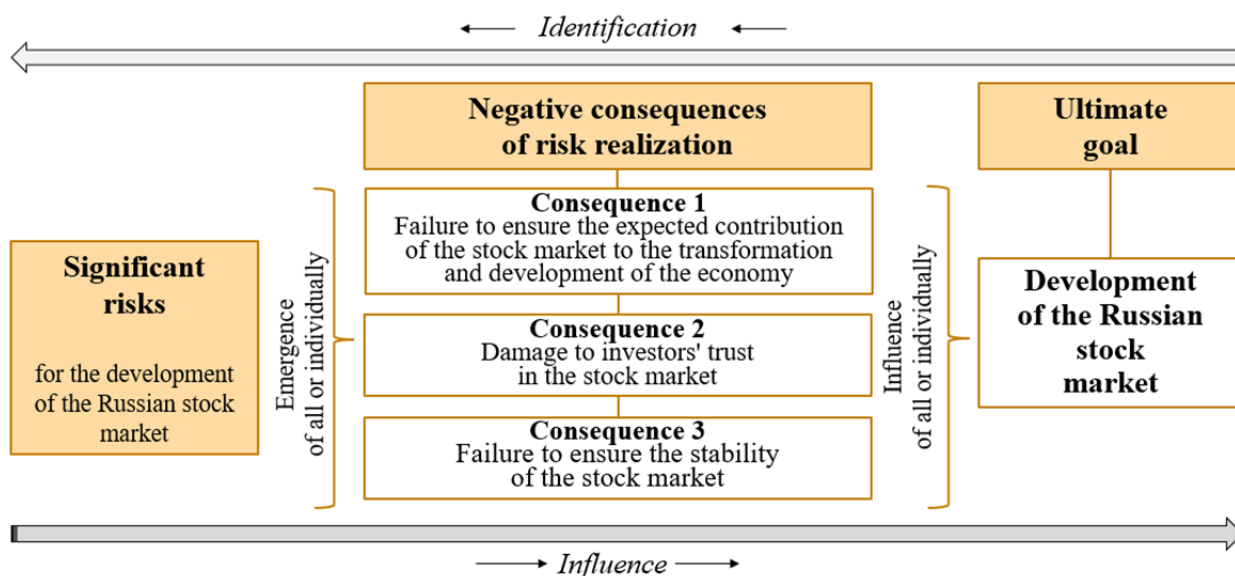 Identification
Negative consequences
of risk realization
Ultimate
goal
Significant
risks
for the development
of the Russian stock
market
Emergence
of all or individually
Consequence 1
Failure to ensure the expected contribution
of the stock market to the transformation
and development of the economy
Consequence 2
Damage to investors' trust
in the stock market
Consequence 3
Failure to ensure the stability
of the stock market
Influence
of all or individually
Development
of the Russian
stock
market
Influence